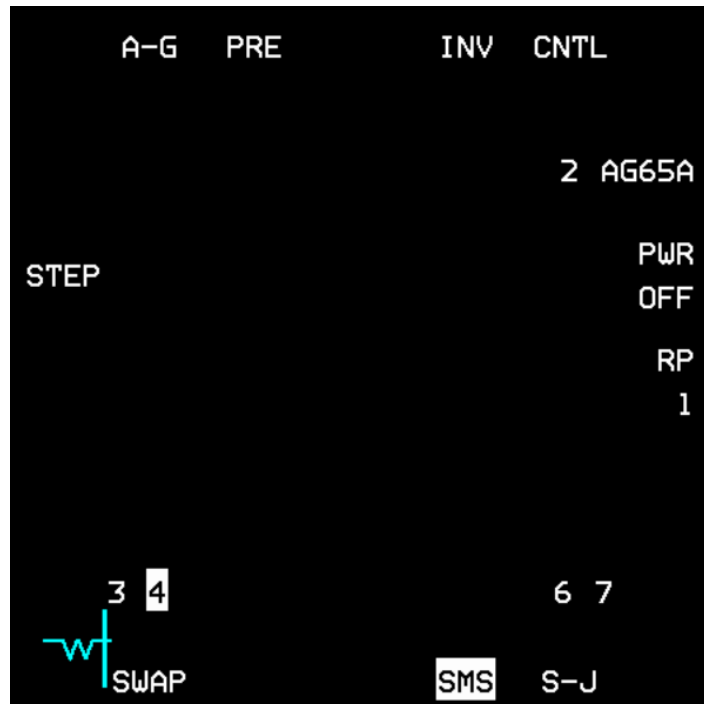 A-G PRE INV CNTL
2 AG65A
PWR
STEP
OFF
RP
1
3 4 6 7
SWAP SMS S-J